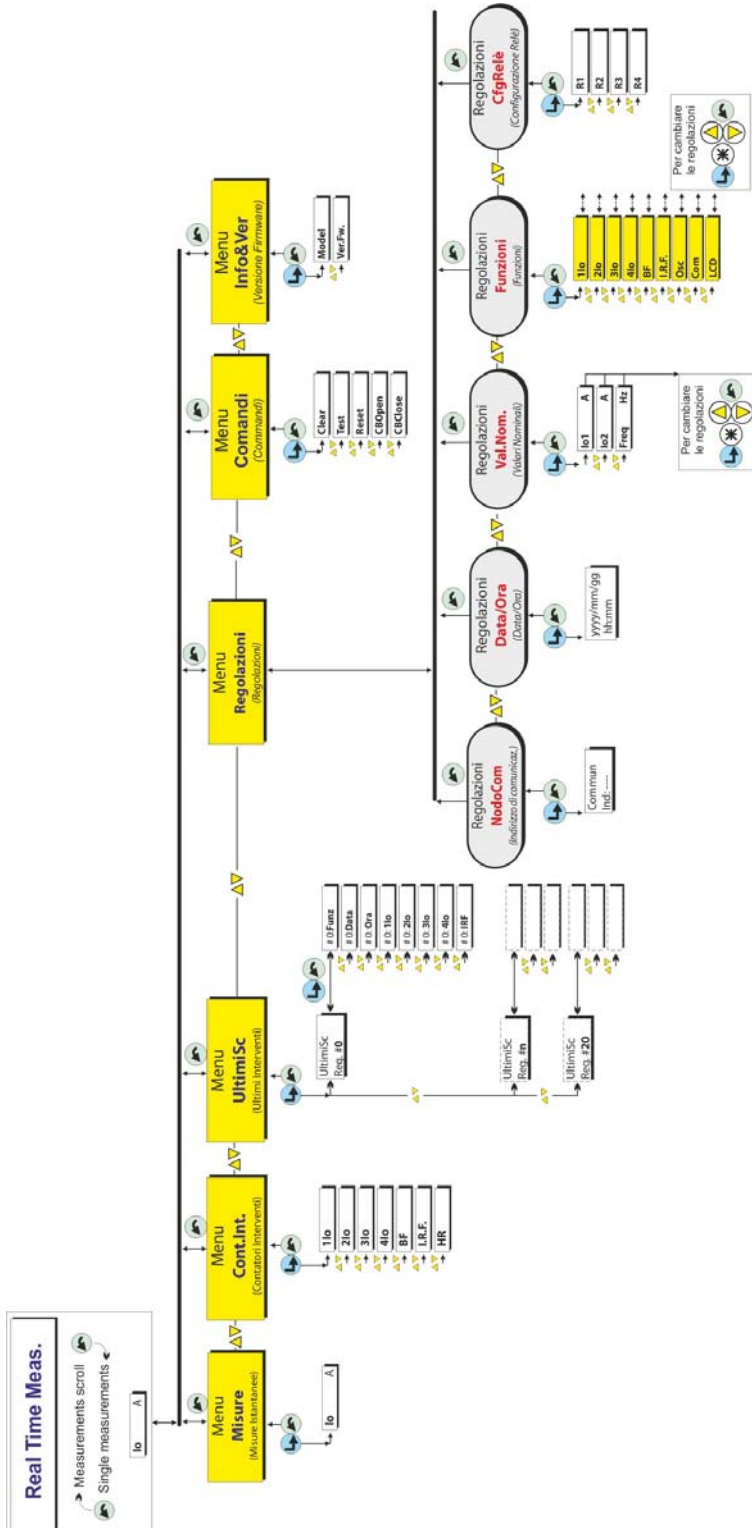 Real Time Meas.
Measurements scroll
Single measurements
Io A
Menu
Misure
(Misure Istantanee)
Io A
Menu
Cont.Int.
(Contatori Interventi)
1Io
2Io
3Io
4Io
BF
I.R.F.
HR
Menu
UltimiSc
(Ultimi Interventi)
UltimiSc
Reg. #0
# 0:Funz
# 0:Data
# 0: Ora
# 0: 1Io
# 0: 2Io
# 0: 3Io
# 0: 4Io
# 0: IRF
UltimiSc
Reg. #n
UltimiSc
Reg. #20
Menu
Regolazioni
(Regolazioni)
Menu
Comandi
(Commandi)
Clear
Test
Reset
CBOpen
CBClose
Menu
Info&Ver
(Versione Firmware)
Model
Ver.Fw.
Regolazioni
NodoCom
(Indirizzo di comunicaz.)
Commun
Ind: ----
Regolazioni
Data/Ora
(Data/Ora)
yyyy/mm/gg
hh:mm
Regolazioni
Val.Nom.
(Valori Nominali)
Io1 A
Io2 A
Freq Hz
Per cambiare
le regolazioni
Regolazioni
Funzioni
(Funzioni)
1Io
2Io
3Io
4Io
BF
I.R.F.
Osc
Com
LCD
Per cambiare
le regolazioni
Regolazioni
CfgRelè
(Configurazione Relè)
R1
R2
R3
R4